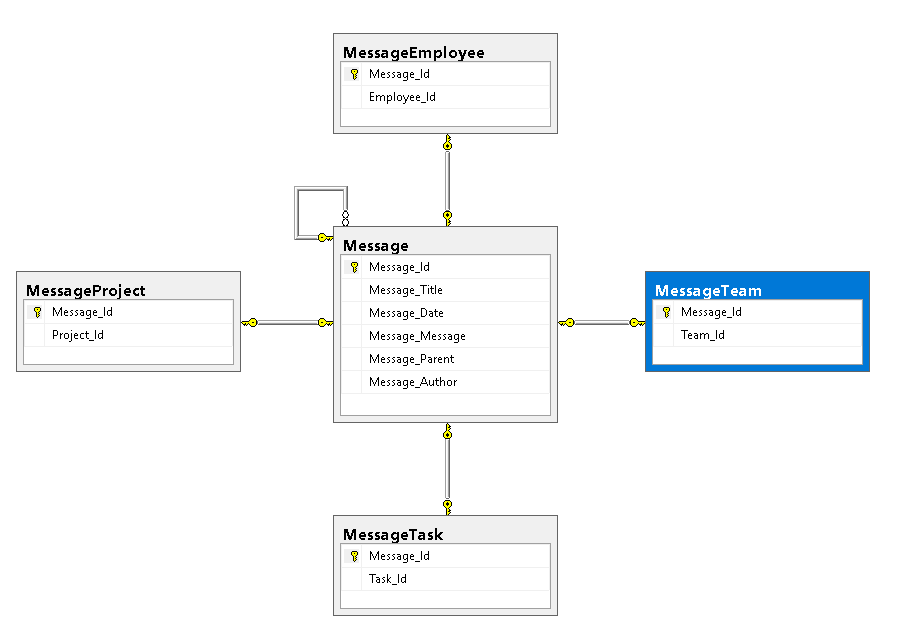 MessageEmployee
Message_Id
Employee_Id
Message
Message_Id
Message_Title
Message_Date
Message_Message
Message_Parent
Message_Author
MessageProject
Message_Id
Project_Id
MessageTeam
Message_Id
Team_Id
MessageTask
Message_Id
Task_Id